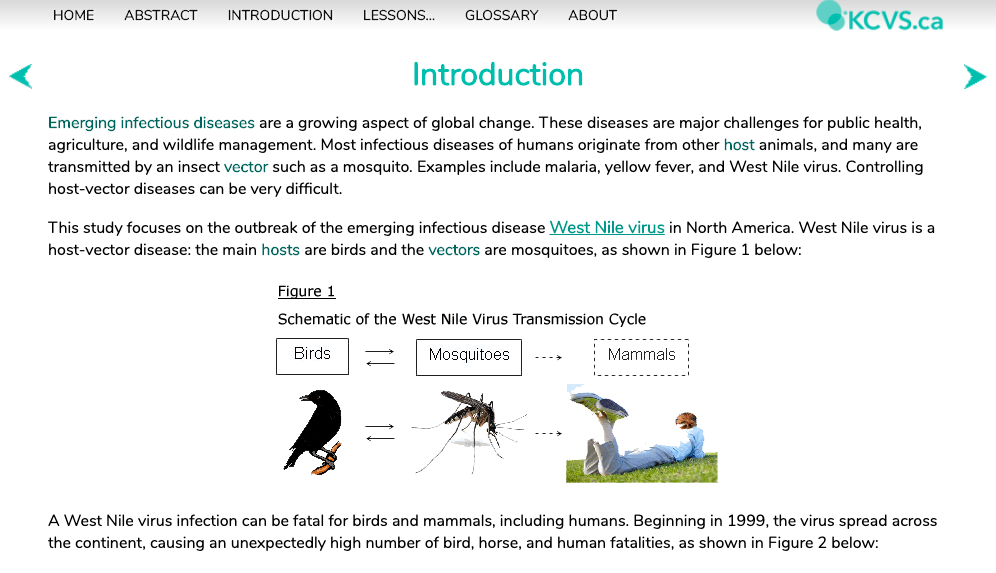 HOME ABSTRACT INTRODUCTION LESSONS... GLOSSARY ABOUT KCVS.ca
Introduction
Emerging infectious diseases are a growing aspect of global change. These diseases are major challenges for public health,
agriculture, and wildlife management. Most infectious diseases of humans originate from other host animals, and many are
transmitted by an insect vector such as a mosquito. Examples include malaria, yellow fever, and West Nile virus. Controlling
host-vector diseases can be very difficult.
This study focuses on the outbreak of the emerging infectious disease West Nile virus in North America. West Nile virus is a
host-vector disease: the main hosts are birds and the vectors are mosquitoes, as shown in Figure 1 below:
Figure 1
Schematic of the West Nile Virus Transmission Cycle
Birds Mosquitoes Mammals
A West Nile virus infection can be fatal for birds and mammals, including humans. Beginning in 1999, the virus spread across
the continent, causing an unexpectedly high number of bird, horse, and human fatalities, as shown in Figure 2 below: